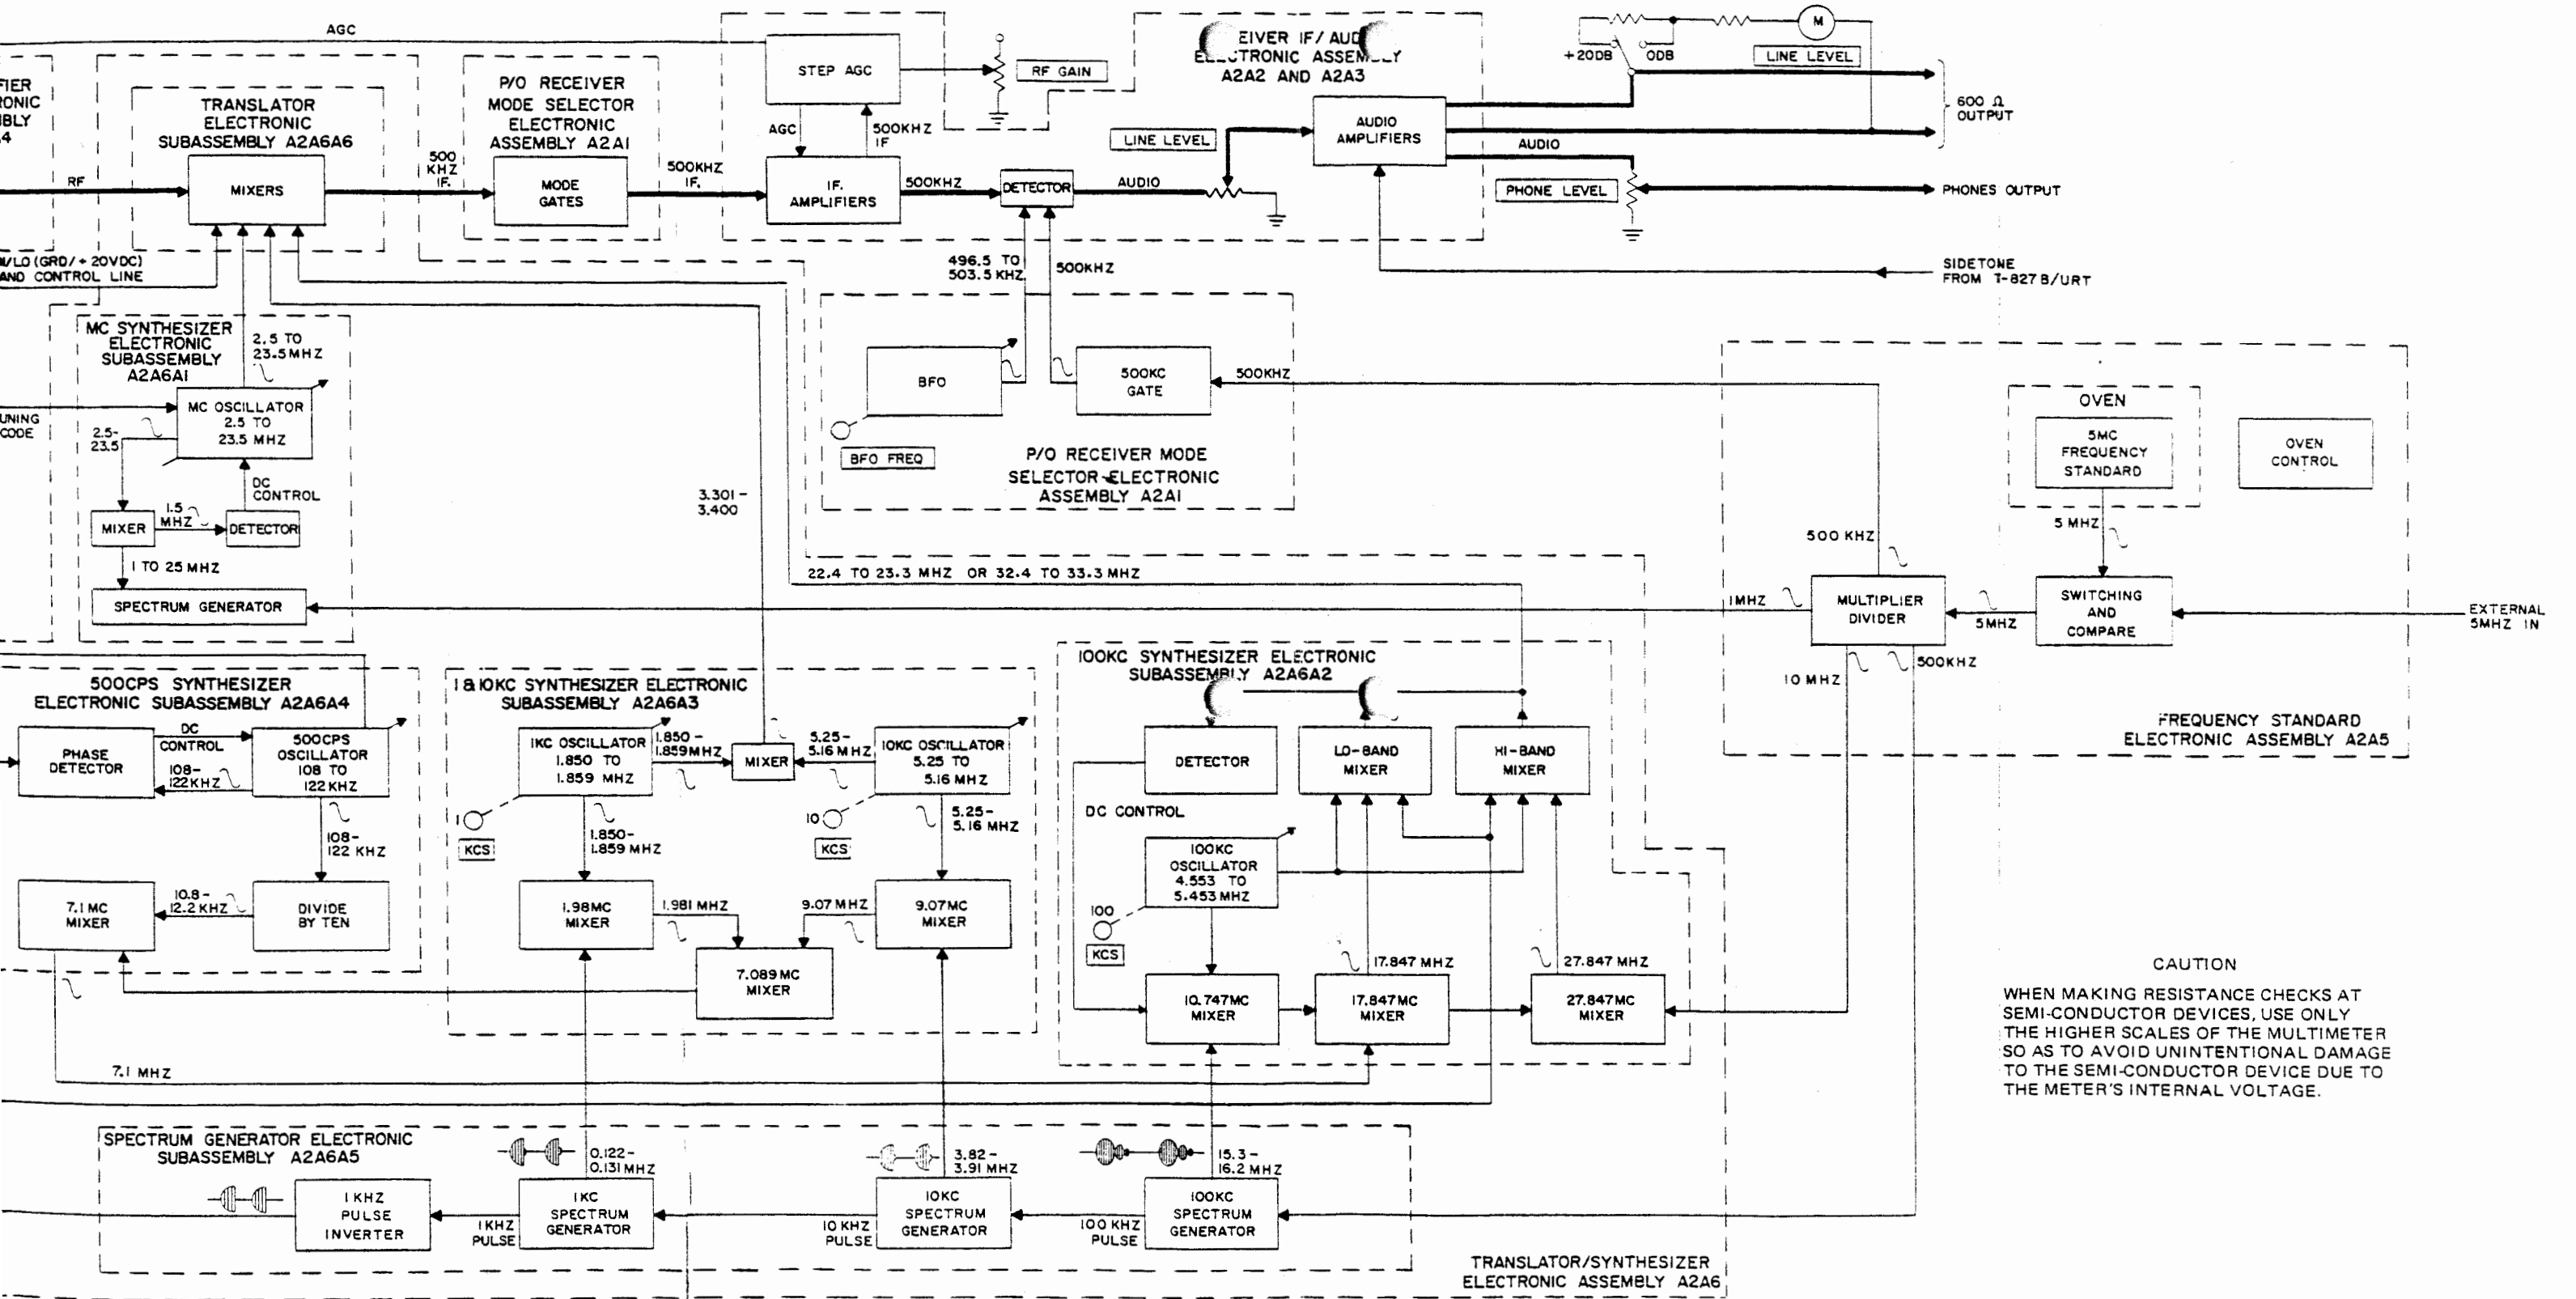 AGC
FIER
RONIC
BLY
A4
TRANSLATOR
ELECTRONIC
SUBASSEMBLY A2A6A6
MIXERS
RF
P/O RECEIVER
MODE SELECTOR
ELECTRONIC
ASSEMBLY A2A1
MODE
GATES
500
KHZ
IF.
500KHZ
IF.
STEP AGC
RF GAIN
AGC
500KHZ
IF
I.F.
AMPLIFIERS
500KHZ
DETECTOR
AUDIO
LINE LEVEL
EIVER IF/AUD
ELECTRONIC ASSEMBLY
A2A2 AND A2A3
AUDIO
AMPLIFIERS
+20DB
0DB
M
LINE LEVEL
600 Ω
OUTPUT
AUDIO
PHONE LEVEL
PHONES OUTPUT
SIDETONE
FROM T-827B/URT
HI/LO (GRD/+20VDC)
AND CONTROL LINE
496.5 TO
503.5 KHZ
500KHZ
BFO
BFO FREQ
500KC
GATE
500KHZ
P/O RECEIVER MODE
SELECTOR ELECTRONIC
ASSEMBLY A2A1
MC SYNTHESIZER
ELECTRONIC
SUBASSEMBLY
A2A6A1
2.5 TO
23.5MHZ
MC OSCILLATOR
2.5 TO
23.5 MHZ
UNING
CODE
2.5-
23.5
DC
CONTROL
MIXER
1.5
MHZ
DETECTOR
1 TO 25 MHZ
SPECTRUM GENERATOR
3.301-
3.400
22.4 TO 23.3 MHZ OR 32.4 TO 33.3 MHZ
OVEN
5MC
FREQUENCY
STANDARD
OVEN
CONTROL
5 MHZ
500 KHZ
1MHZ
MULTIPLIER
DIVIDER
5MHZ
SWITCHING
AND
COMPARE
EXTERNAL
5MHZ IN
10 MHZ
500KHZ
FREQUENCY STANDARD
ELECTRONIC ASSEMBLY A2A5
500CPS SYNTHESIZER
ELECTRONIC SUBASSEMBLY A2A6A4
PHASE
DETECTOR
DC
CONTROL
108-
122KHZ
500CPS
OSCILLATOR
108 TO
122 KHZ
108-
122 KHZ
7.1 MC
MIXER
10.8-
12.2 KHZ
DIVIDE
BY TEN
1 & 10KC SYNTHESIZER ELECTRONIC
SUBASSEMBLY A2A6A3
1KC OSCILLATOR
1.850 TO
1.859 MHZ
1.850-
1.859MHZ
MIXER
5.25-
5.16 MHZ
10KC OSCILLATOR
5.25 TO
5.16 MHZ
1
KCS
10
KCS
1.850-
1.859 MHZ
5.25-
5.16 MHZ
1.98MC
MIXER
1.981 MHZ
9.07 MHZ
9.07MC
MIXER
7.089MC
MIXER
100KC SYNTHESIZER ELECTRONIC
SUBASSEMBLY A2A6A2
DETECTOR
LO-BAND
MIXER
HI-BAND
MIXER
DC CONTROL
100KC
OSCILLATOR
4.553 TO
5.453 MHZ
100
KCS
17.847 MHZ
27.847 MHZ
10.747MC
MIXER
17.847MC
MIXER
27.847MC
MIXER
7.1 MHZ
CAUTION
WHEN MAKING RESISTANCE CHECKS AT
SEMI-CONDUCTOR DEVICES, USE ONLY
THE HIGHER SCALES OF THE MULTIMETER
SO AS TO AVOID UNINTENTIONAL DAMAGE
TO THE SEMI-CONDUCTOR DEVICE DUE TO
THE METER'S INTERNAL VOLTAGE.
SPECTRUM GENERATOR ELECTRONIC
SUBASSEMBLY A2A6A5
0.122-
0.131 MHZ
3.82-
3.91 MHZ
15.3-
16.2 MHZ
1 KHZ
PULSE
INVERTER
1KHZ
PULSE
1KC
SPECTRUM
GENERATOR
10 KHZ
PULSE
10KC
SPECTRUM
GENERATOR
100 KHZ
PULSE
100KC
SPECTRUM
GENERATOR
TRANSLATOR/SYNTHESIZER
ELECTRONIC ASSEMBLY A2A6